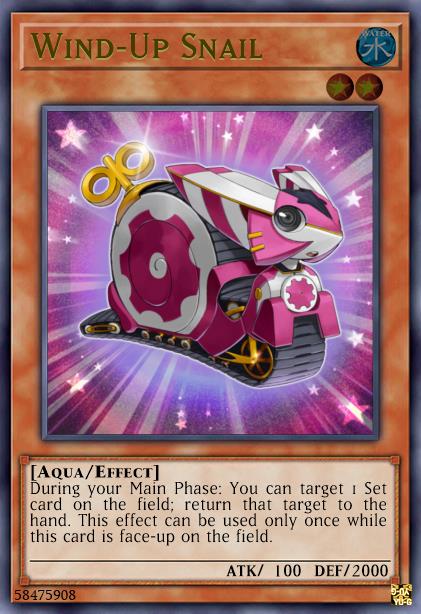 Wind-Up Snail
WATER
水
[Aqua/Effect]
During your Main Phase: You can target 1 Set
card on the field; return that target to the
hand. This effect can be used only once while
this card is face-up on the field.
ATK/ 100 DEF/2000
58475908